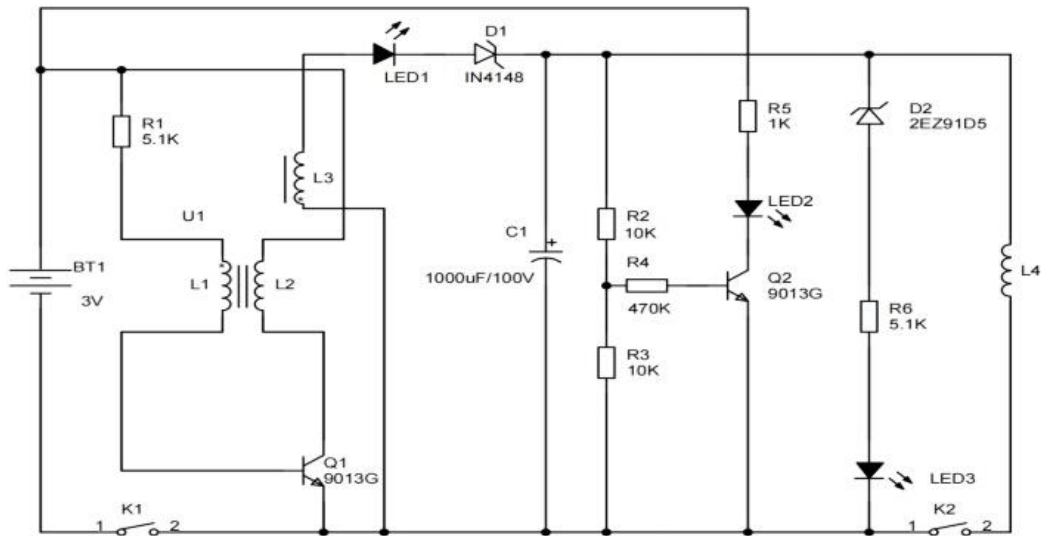 D1
LED1
IN4148
R1
5.1K
R5
1K
D2
2EZ91D5
L3
U1
LED2
R2
10K
C1
1000uF/100V
R4
470K
Q2
9013G
BT1
3V
L1
L2
L4
R6
5.1K
R3
10K
Q1
9013G
LED3
K1
1
2
K2
1
2